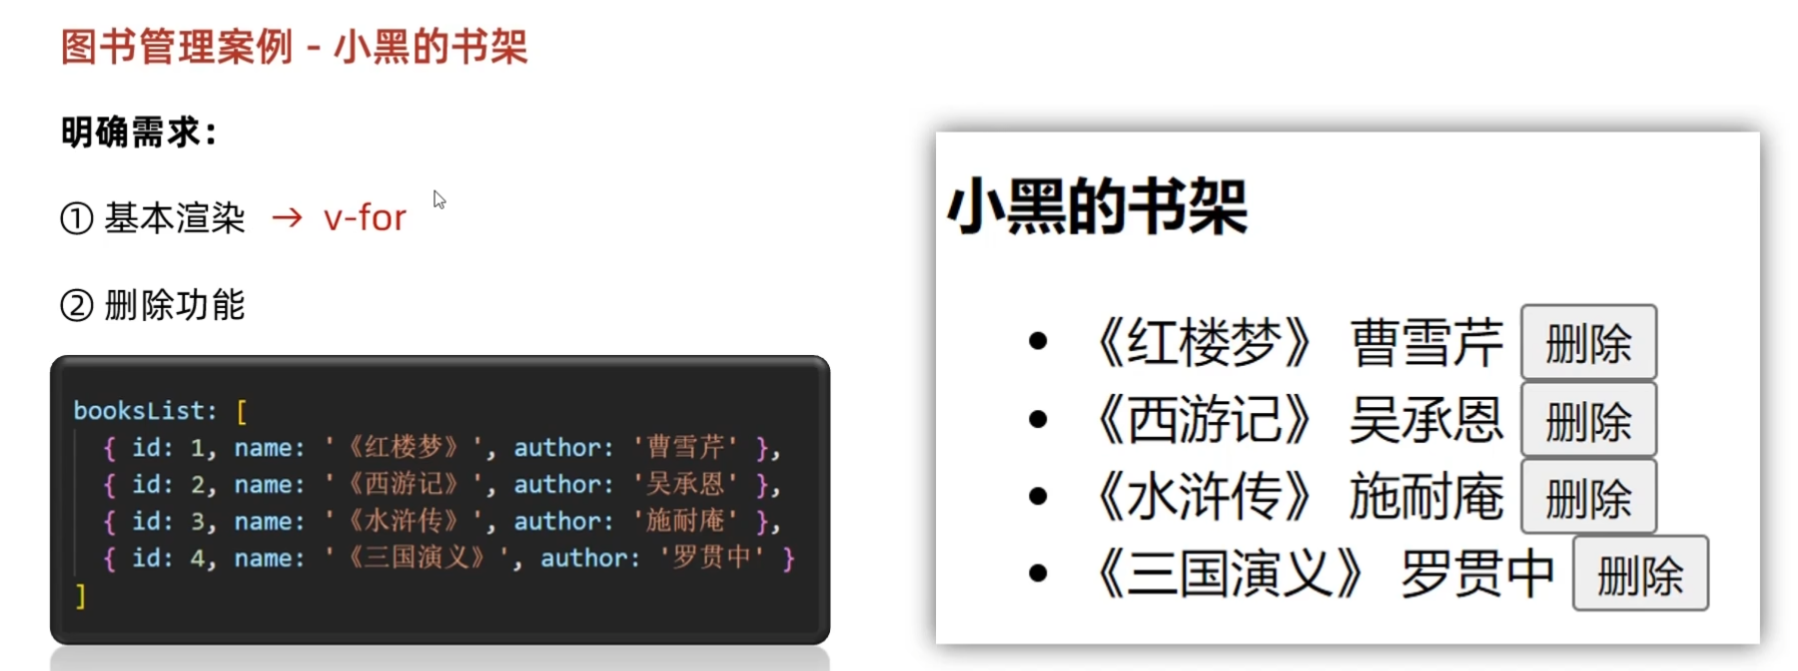 图书管理案例 - 小黑的书架
明确需求：
① 基本渲染 → v-for
② 删除功能
booksList: [
{ id: 1, name: '《红楼梦》', author: '曹雪芹' },
{ id: 2, name: '《西游记》', author: '吴承恩' },
{ id: 3, name: '《水浒传》', author: '施耐庵' },
{ id: 4, name: '《三国演义》', author: '罗贯中' }
]
小黑的书架
• 《红楼梦》 曹雪芹 删除
• 《西游记》 吴承恩 删除
• 《水浒传》 施耐庵 删除
• 《三国演义》 罗贯中 删除